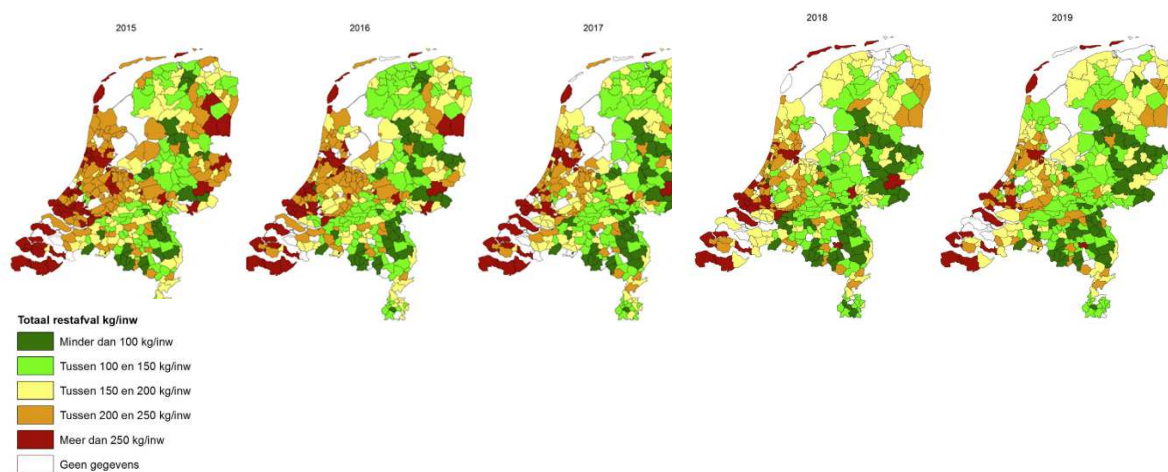 2015
2016
2017
2018
2019
Totaal restafval kg/inw
Minder dan 100 kg/inw
Tussen 100 en 150 kg/inw
Tussen 150 en 200 kg/inw
Tussen 200 en 250 kg/inw
Meer dan 250 kg/inw
Geen gegevens